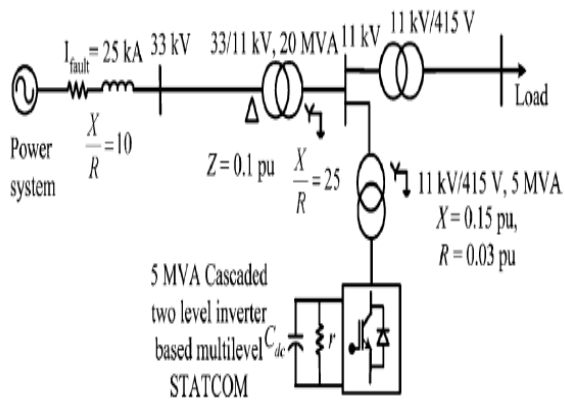 I_fault = 25 kA
33 kV
33/11 kV, 20 MVA
11 kV
11 kV/415 V
Load
Power
system
X/R = 10
Δ
Z = 0.1 pu
X/R = 25
11 kV/415 V, 5 MVA
X = 0.15 pu,
R = 0.03 pu
5 MVA Cascaded
two level inverter
based multilevel
STATCOM
C_dc
r